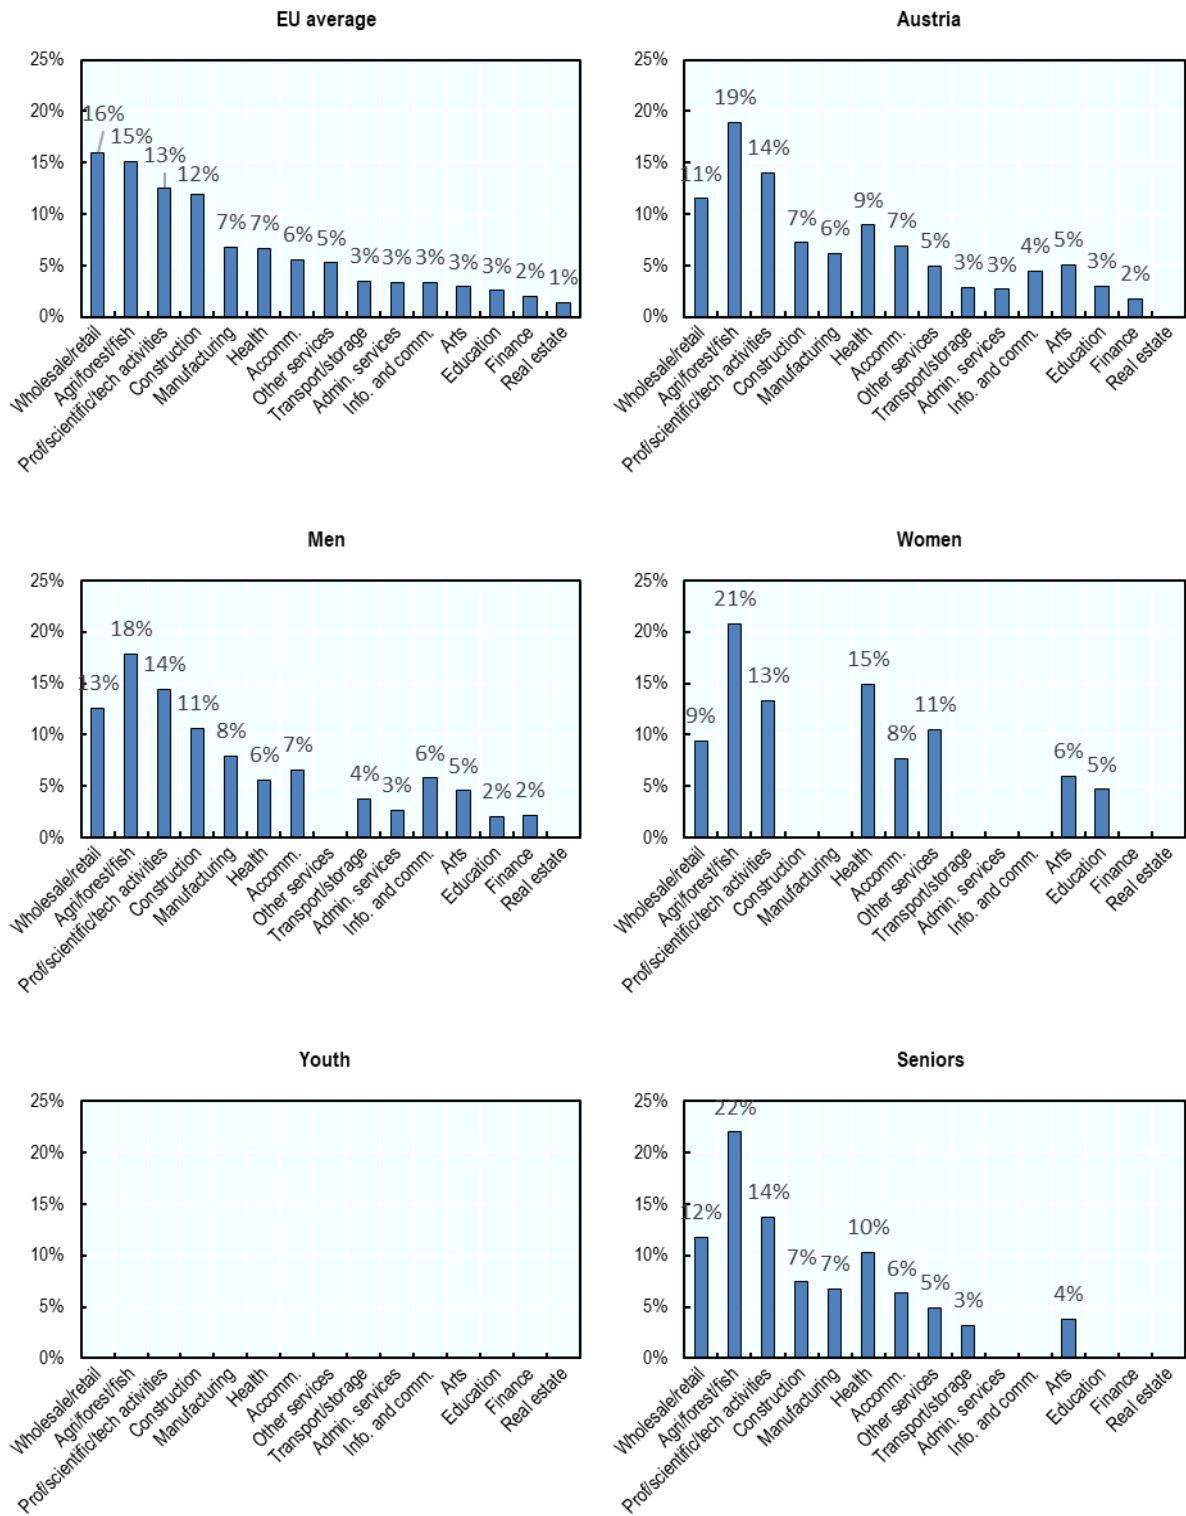 EU average
25%
20%
15%
10%
5%
0%
16%
15%
13%
12%
7%
7%
6%
5%
3%
3%
3%
3%
3%
2%
1%
Wholesale/retail
Agri/forest/fish
Prof/scientific/tech activities
Construction
Manufacturing
Health
Accomm.
Other services
Transport/storage
Admin. services
Info. and comm.
Arts
Education
Finance
Real estate
Austria
25%
20%
15%
10%
5%
0%
11%
19%
14%
7%
6%
9%
7%
5%
3%
3%
4%
5%
3%
2%
Wholesale/retail
Agri/forest/fish
Prof/scientific/tech activities
Construction
Manufacturing
Health
Accomm.
Other services
Transport/storage
Admin. services
Info. and comm.
Arts
Education
Finance
Real estate
Men
25%
20%
15%
10%
5%
0%
13%
18%
14%
11%
8%
6%
7%
4%
3%
6%
5%
2%
2%
Wholesale/retail
Agri/forest/fish
Prof/scientific/tech activities
Construction
Manufacturing
Health
Accomm.
Other services
Transport/storage
Admin. services
Info. and comm.
Arts
Education
Finance
Real estate
Women
25%
20%
15%
10%
5%
0%
9%
21%
13%
15%
8%
11%
6%
5%
Wholesale/retail
Agri/forest/fish
Prof/scientific/tech activities
Construction
Manufacturing
Health
Accomm.
Other services
Transport/storage
Admin. services
Info. and comm.
Arts
Education
Finance
Real estate
Youth
25%
20%
15%
10%
5%
0%
Wholesale/retail
Agri/forest/fish
Prof/scientific/tech activities
Construction
Manufacturing
Health
Accomm.
Other services
Transport/storage
Admin. services
Info. and comm.
Arts
Education
Finance
Real estate
Seniors
25%
20%
15%
10%
5%
0%
12%
22%
14%
7%
7%
10%
6%
5%
3%
4%
Wholesale/retail
Agri/forest/fish
Prof/scientific/tech activities
Construction
Manufacturing
Health
Accomm.
Other services
Transport/storage
Admin. services
Info. and comm.
Arts
Education
Finance
Real estate